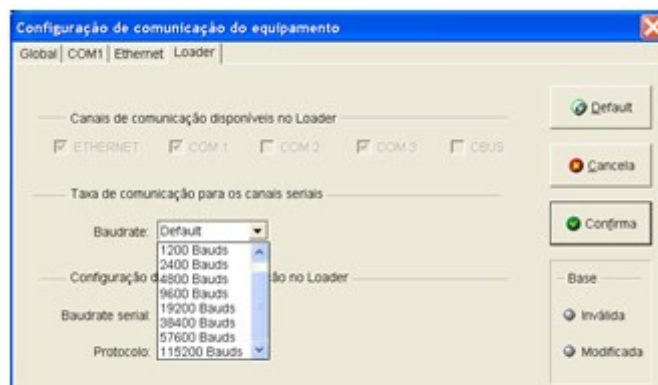 Configuração de comunicação do equipamento
Global COM1 Ethernet Loader
Canais de comunicação disponíveis no Loader
ETHERNET COM 1 COM 2 COM 3 CBUS
Taxa de comunicação para os canais seriais
Baudrate: Default
1200 Bauds
2400 Bauds
4800 Bauds
9600 Bauds
19200 Bauds
38400 Bauds
57600 Bauds
115200 Bauds
Configuração d ão no Loader
Baudrate serial
Protocolo:
Default
Cancela
Confirma
Base
Inválida
Modificada